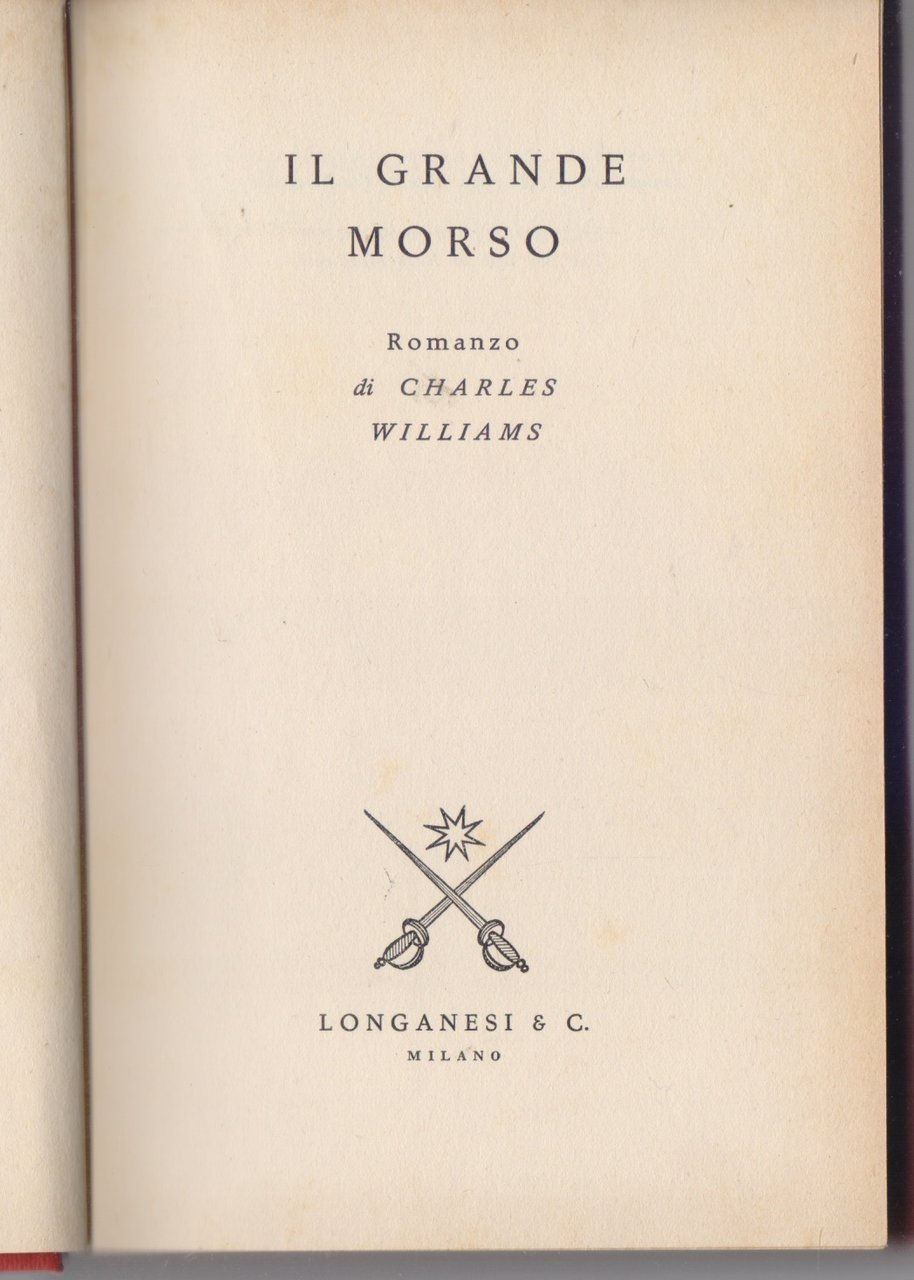 IL GRANDE
MORSO
Romanzo
di CHARLES
WILLIAMS
LONGANESI & C.
MILANO